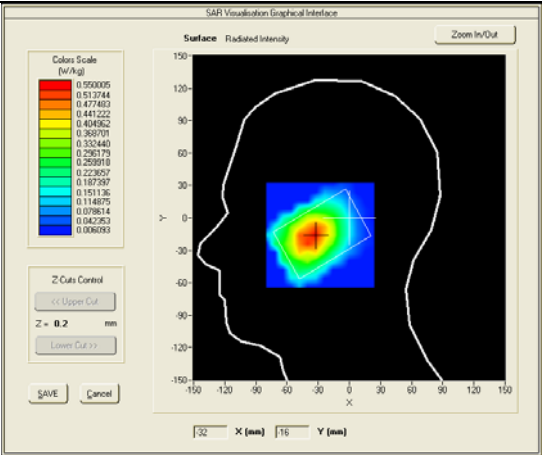 SAR Visualisation Graphical Interface
Surface Radiated Intensity
Zoom In/Out
Colors Scale
(W/kg)
0.550005
0.513744
0.477483
0.441222
0.404962
0.368701
0.332440
0.296179
0.259918
0.223657
0.187397
0.151136
0.114875
0.078614
0.042353
0.006093
Z-Cuts Control
<< Upper Cut
Z = 0.2 mm
Lower Cut >>
SAVE Cancel
150-
120-
90-
60-
30-
0-
-30-
-60-
-90-
-120-
-150-
Y
-150 -120 -90 -60 -30 0 30 60 90 120 150
X
-32 X (mm) -16 Y (mm)